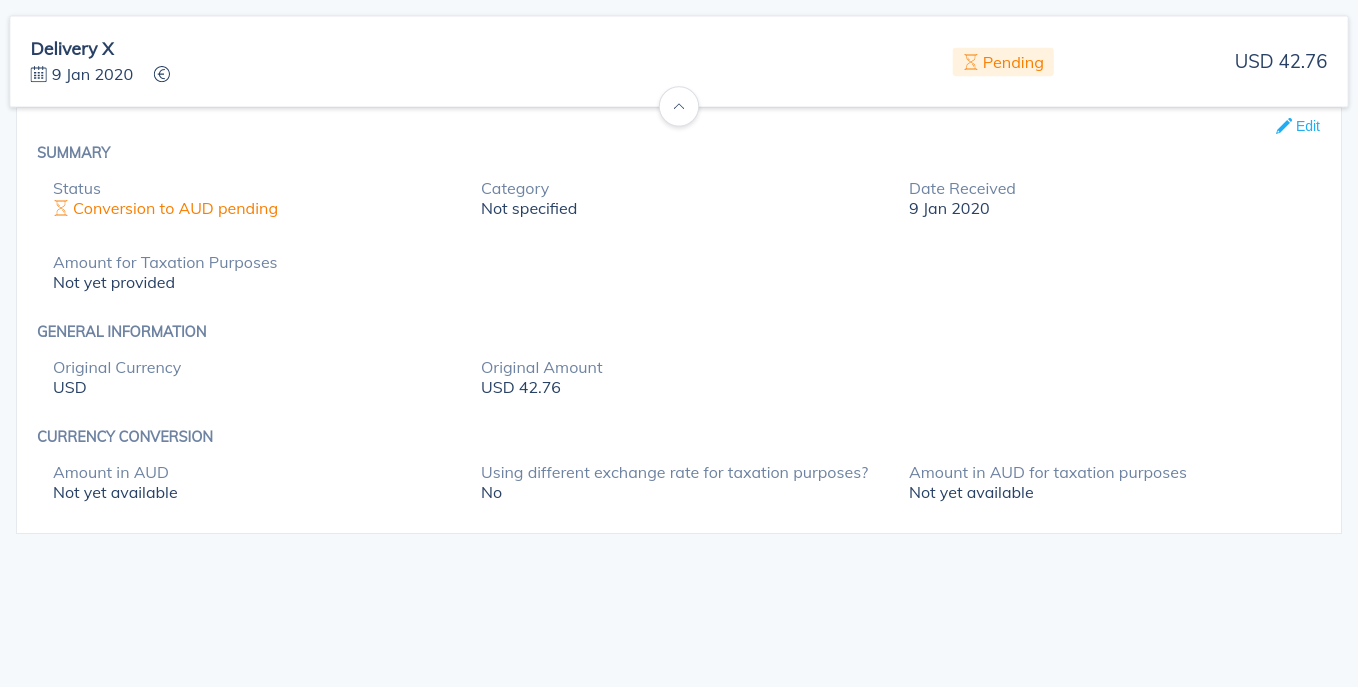 Delivery X
9 Jan 2020
Pending
USD 42.76
Edit
SUMMARY
Status
Conversion to AUD pending
Category
Not specified
Date Received
9 Jan 2020
Amount for Taxation Purposes
Not yet provided
GENERAL INFORMATION
Original Currency
USD
Original Amount
USD 42.76
CURRENCY CONVERSION
Amount in AUD
Not yet available
Using different exchange rate for taxation purposes?
No
Amount in AUD for taxation purposes
Not yet available